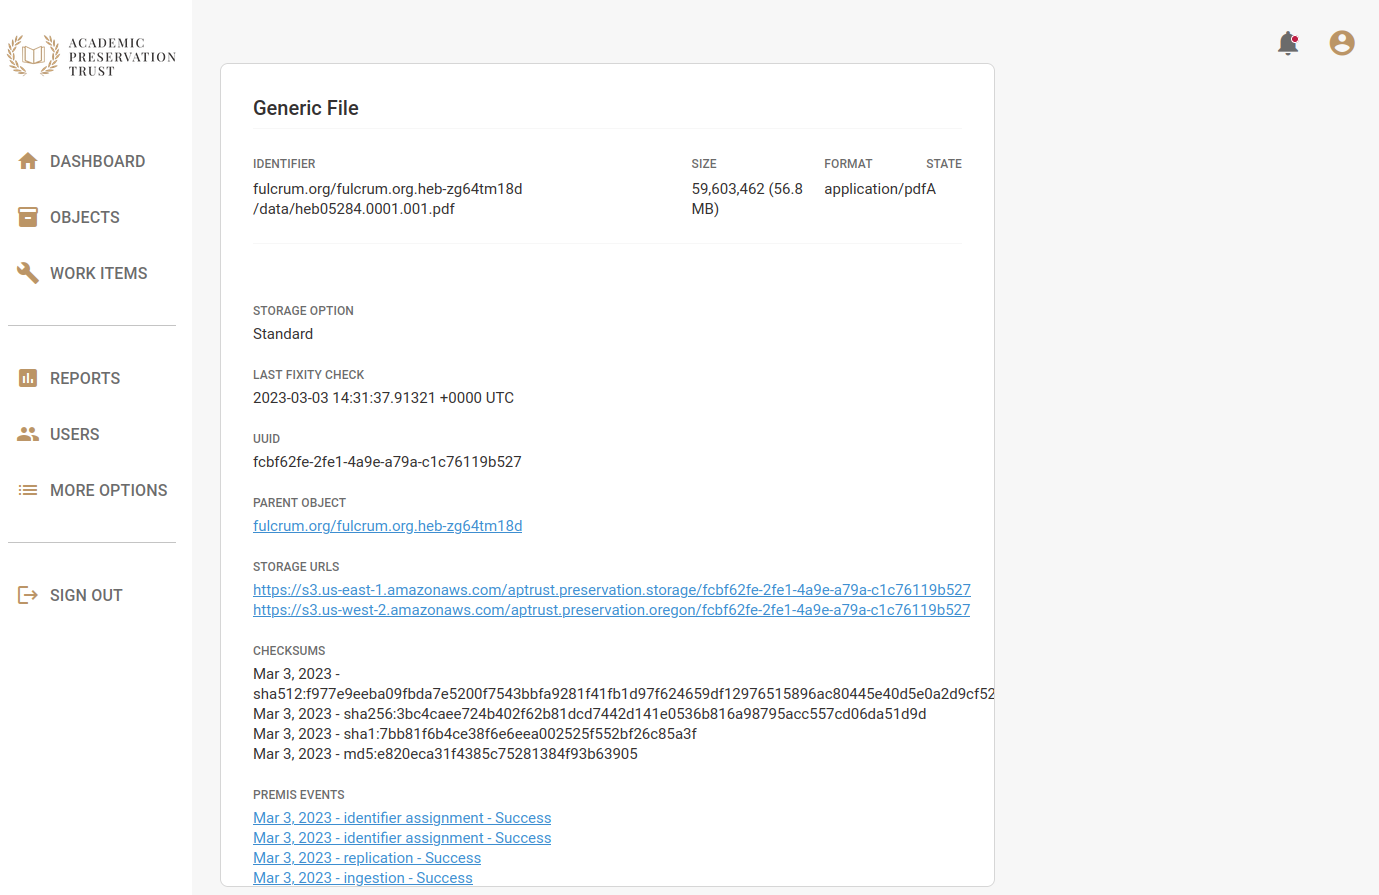 ACADEMIC
PRESERVATION
TRUST
DASHBOARD
OBJECTS
WORK ITEMS
REPORTS
USERS
MORE OPTIONS
SIGN OUT
Generic File
IDENTIFIER SIZE FORMAT STATE
fulcrum.org/fulcrum.org.heb-zg64tm18d 59,603,462 (56.8 application/pdf A
/data/heb05284.0001.001.pdf MB)
STORAGE OPTION
Standard
LAST FIXITY CHECK
2023-03-03 14:31:37.91321 +0000 UTC
UUID
fcbf62fe-2fe1-4a9e-a79a-c1c76119b527
PARENT OBJECT
fulcrum.org/fulcrum.org.heb-zg64tm18d
STORAGE URLS
https://s3.us-east-1.amazonaws.com/aptrust.preservation.storage/fcbf62fe-2fe1-4a9e-a79a-c1c76119b527
https://s3.us-west-2.amazonaws.com/aptrust.preservation.oregon/fcbf62fe-2fe1-4a9e-a79a-c1c76119b527
CHECKSUMS
Mar 3, 2023 -
sha512:f977e9eeba09fbda7e5200f7543bbfa9281f41fb1d97f624659df12976515896ac80445e40d5e0a2d9cf52
Mar 3, 2023 - sha256:3bc4caee724b402f62b81dcd7442d141e0536b816a98795acc557cd06da51d9d
Mar 3, 2023 - sha1:7bb81f6b4ce38f6e6eea002525f552bf26c85a3f
Mar 3, 2023 - md5:e820eca31f4385c75281384f93b63905
PREMIS EVENTS
Mar 3, 2023 - identifier assignment - Success
Mar 3, 2023 - identifier assignment - Success
Mar 3, 2023 - replication - Success
Mar 3, 2023 - ingestion - Success